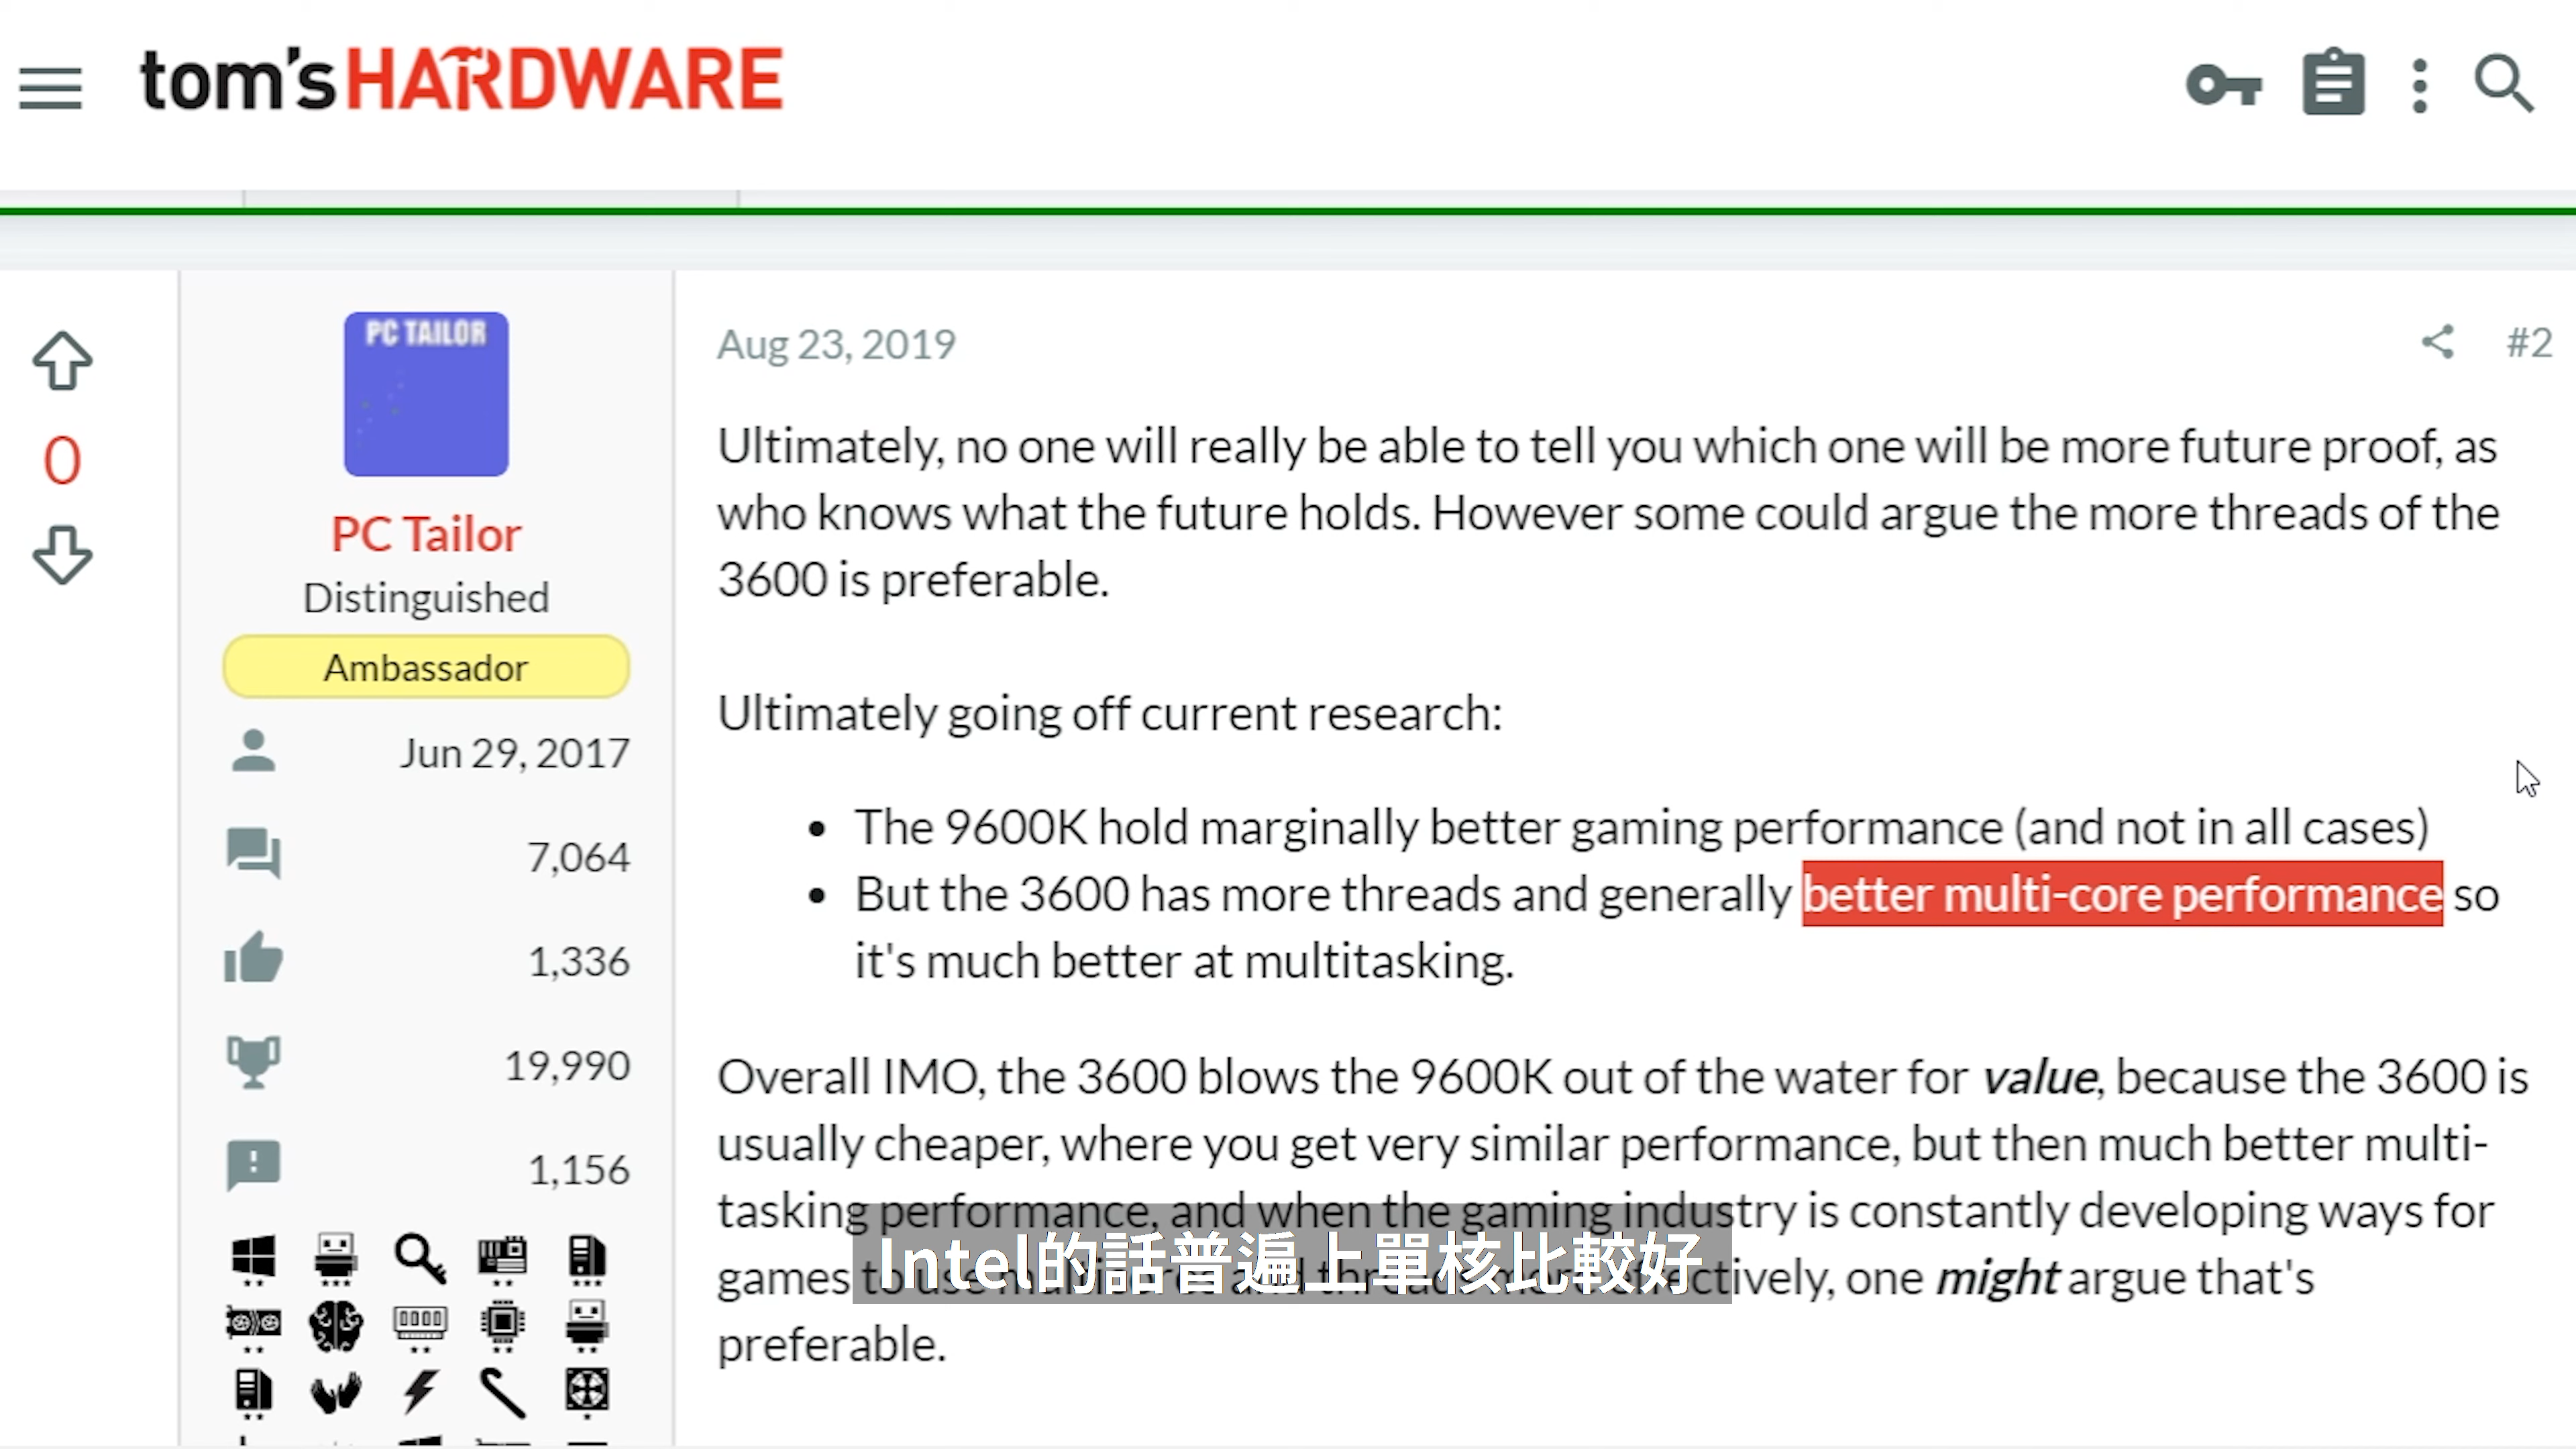 tom's HARDWARE
PC TAILOR
PC Tailor
Distinguished
Ambassador
Jun 29, 2017
7,064
1,336
19,990
1,156
0
Aug 23, 2019
#2
Ultimately, no one will really be able to tell you which one will be more future proof, as
who knows what the future holds. However some could argue the more threads of the
3600 is preferable.
Ultimately going off current research:
• The 9600K hold marginally better gaming performance (and not in all cases)
• But the 3600 has more threads and generally better multi-core performance so
it's much better at multitasking.
Overall IMO, the 3600 blows the 9600K out of the water for value, because the 3600 is
usually cheaper, where you get very similar performance, but then much better multi-
tasking performance, and when the gaming industry is constantly developing ways for
games to use and threads more effectively, one might argue that's
preferable.
Intel的話普遍上單核比較好